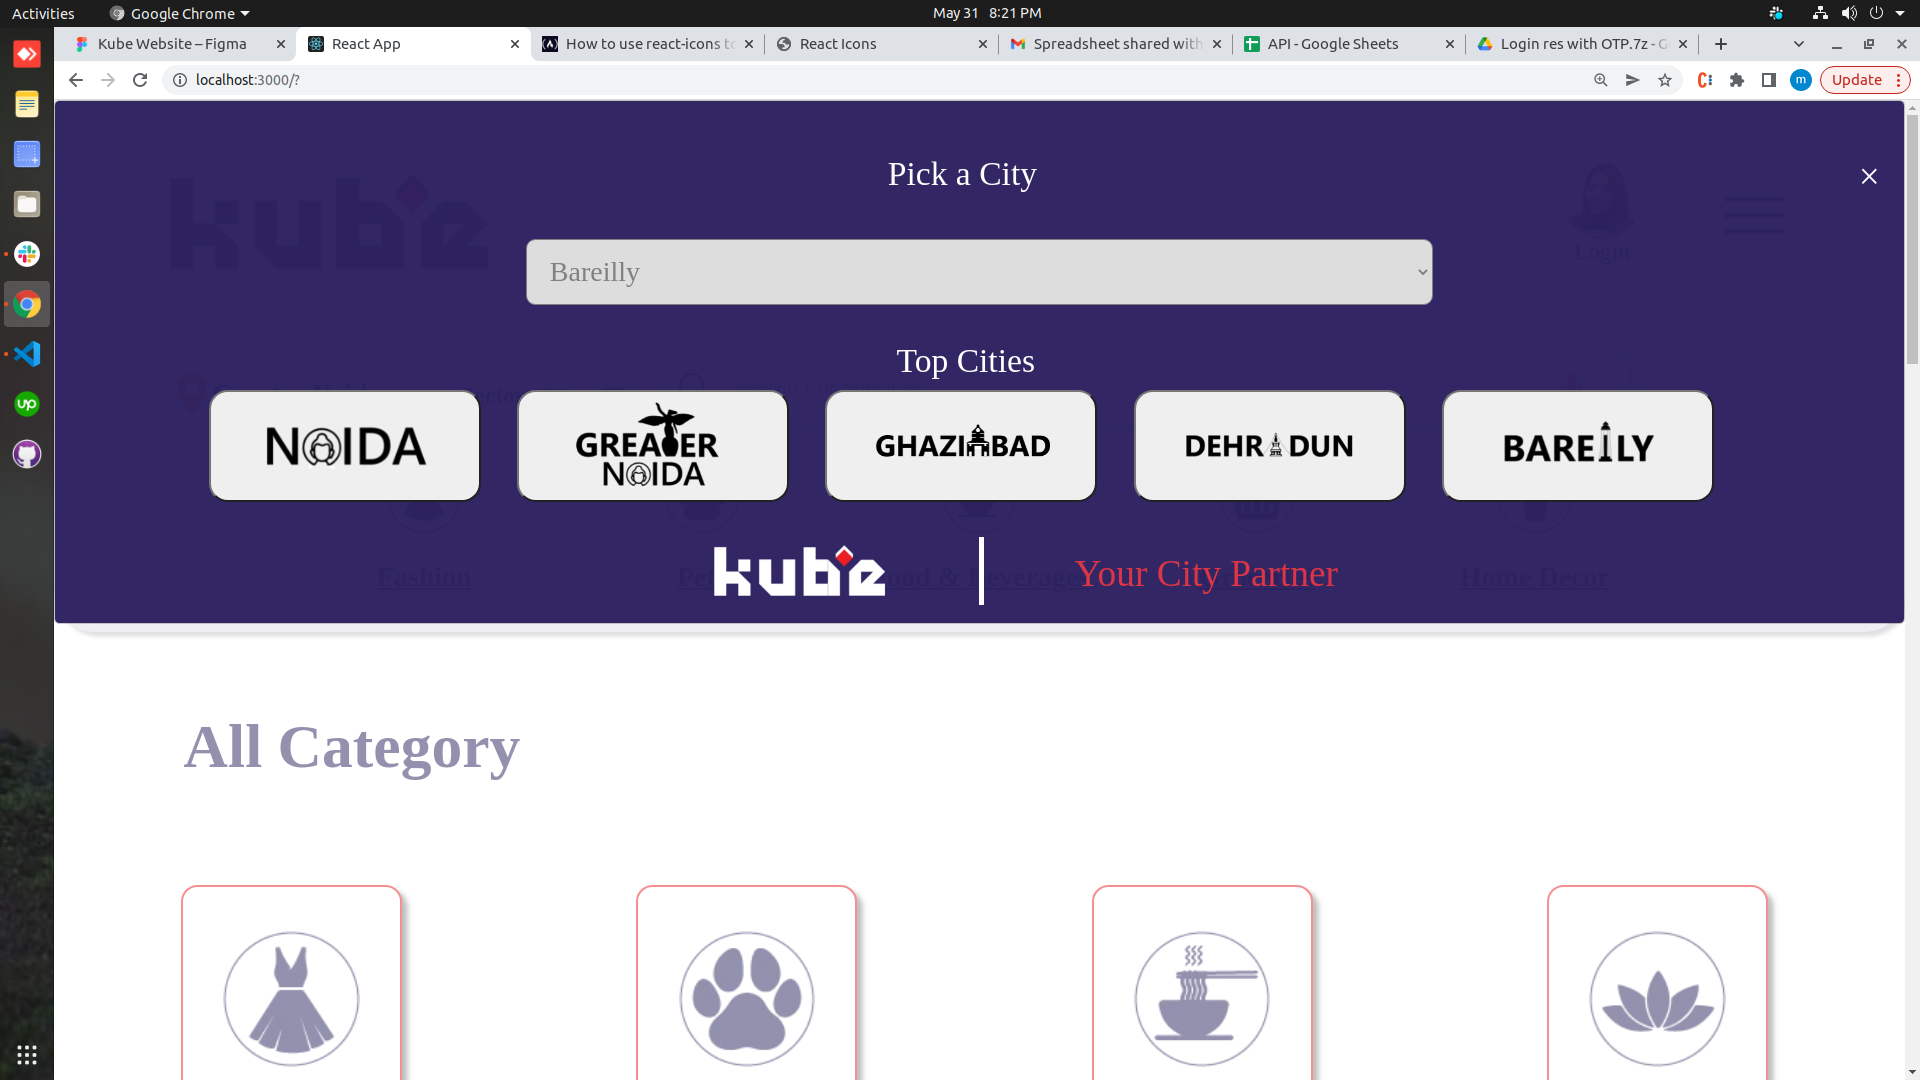 Activities
Google Chrome
May 31 8:21 PM
Kube Website – Figma
React App
How to use react-icons to
React Icons
Spreadsheet shared with
API - Google Sheets
Login res with OTP.7z - G
localhost:3000/?
m
Update
Pick a City
kube
Login
Bareilly
Top Cities
NOIDA
GREATER
NOIDA
GHAZIABAD
DEHRADUN
BAREILLY
Fashion
kube
Food & Beverages
Your City Partner
Home Decor
All Category
up